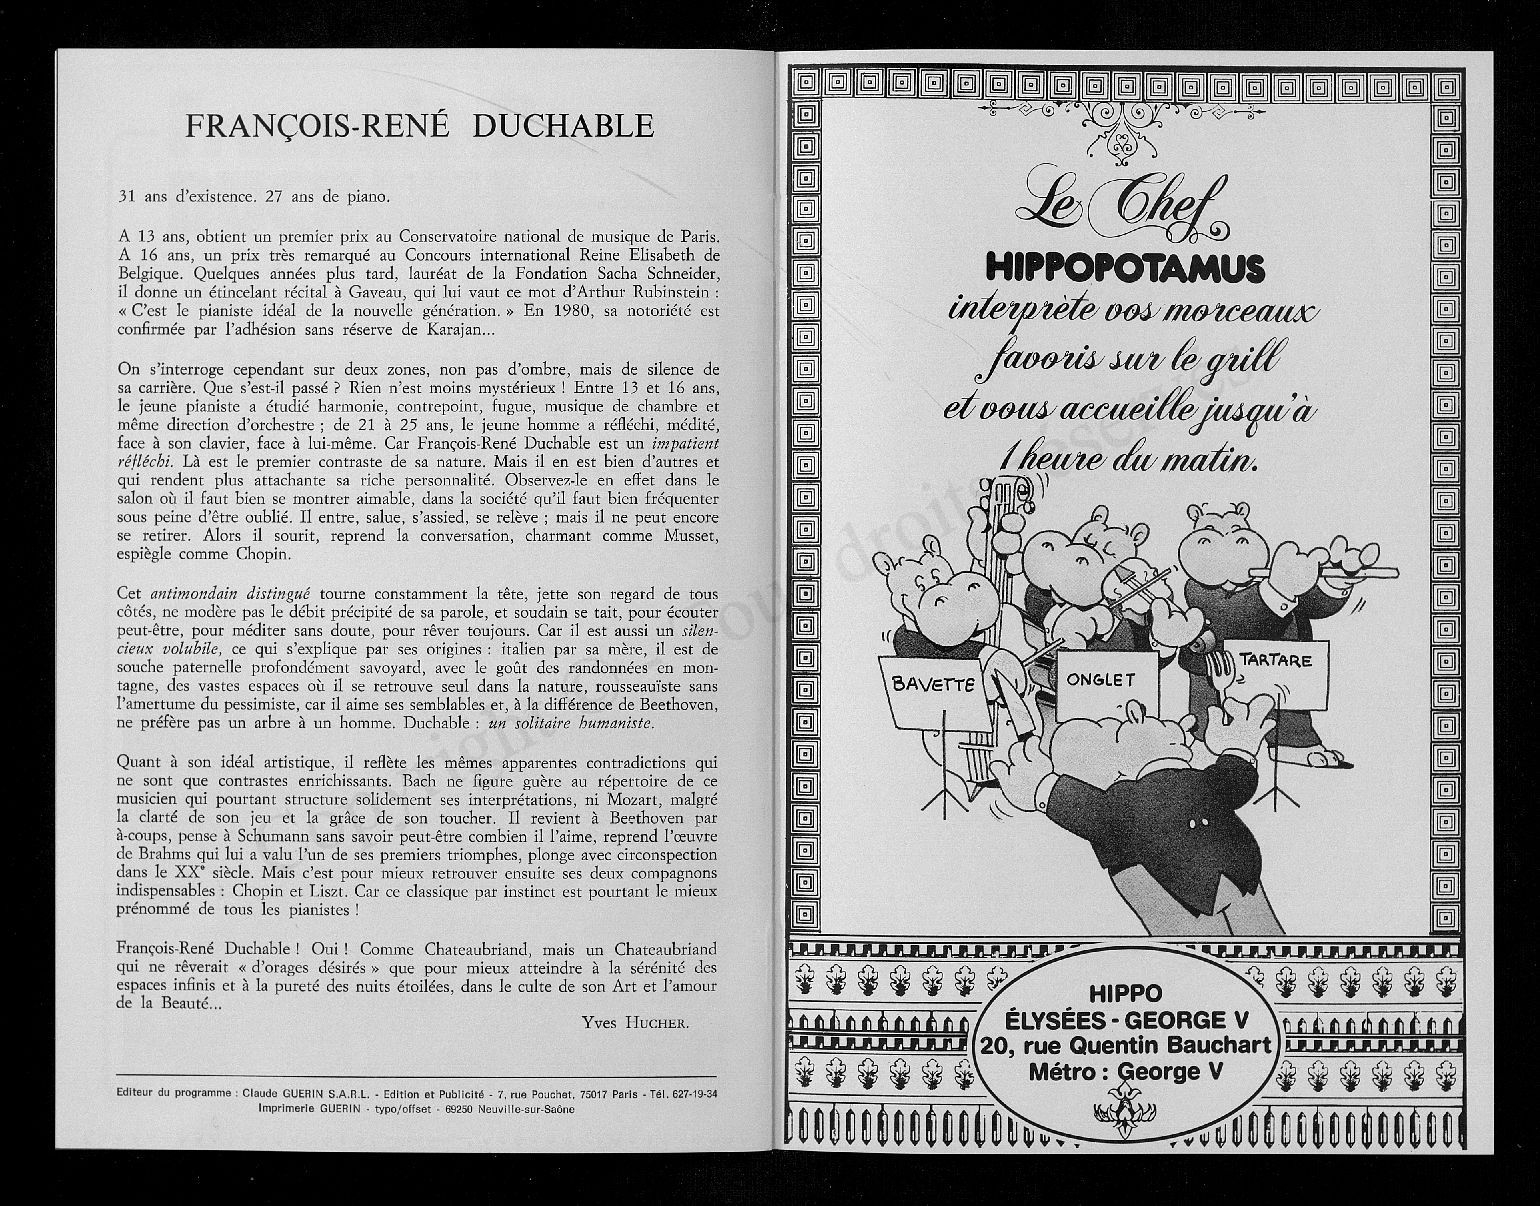 FRANÇOIS-RENÉ DUCHABLE
31 ans d'existence. 27 ans de piano.
A 13 ans, obtient un premier prix au Conservatoire national de musique de Paris.
A 16 ans, un prix très remarqué au Concours international Reine Elisabeth de
Belgique. Quelques années plus tard, lauréat de la Fondation Sacha Schneider,
il donne un étincelant récital à Gaveau, qui lui vaut ce mot d'Arthur Rubinstein :
« C'est le pianiste idéal de la nouvelle génération. » En 1980, sa notoriété est
confirmée par l'adhésion sans réserve de Karajan...
On s'interroge cependant sur deux zones, non pas d'ombre, mais de silence de
sa carrière. Que s'est-il passé ? Rien n'est moins mystérieux ! Entre 13 et 16 ans,
le jeune pianiste a étudié harmonie, contrepoint, fugue, musique de chambre et
même direction d'orchestre ; de 21 à 25 ans, le jeune homme a réfléchi, médité,
face à son clavier, face à lui-même. Car François-René Duchable est un impatient
réfléchi. Là est le premier contraste de sa nature. Mais il en est bien d'autres et
qui rendent plus attachante sa riche personnalité. Observez-le en effet dans le
salon où il faut bien se montrer aimable, dans la société qu'il faut bien fréquenter
sous peine d'être oublié. Il entre, salue, s'assied, se relève ; mais il ne peut encore
se retirer. Alors il sourit, reprend la conversation, charmant comme Musset,
espiègle comme Chopin.
Cet antimondain distingué tourne constamment la tête, jette son regard de tous
côtés, ne modère pas le débit précipité de sa parole, et soudain se tait, pour écouter
peut-être, pour méditer sans doute, pour rêver toujours. Car il est aussi un silen-
cieux volubile, ce qui s'explique par ses origines : italien par sa mère, il est de
souche paternelle profondément savoyard, avec le goût des randonnées en mon-
tagne, des vastes espaces où il se retrouve seul dans la nature, rousseauïste sans
l'amertume du pessimiste, car il aime ses semblables et, à la différence de Beethoven,
ne préfère pas un arbre à un homme. Duchable : un solitaire humaniste.
Quant à son idéal artistique, il reflète les mêmes apparentes contradictions qui
ne sont que contrastes enrichissants. Bach ne figure guère au répertoire de ce
musicien qui pourtant structure solidement ses interprétations, ni Mozart, malgré
la clarté de son jeu et la grâce de son toucher. Il revient à Beethoven par
à-coups, pense à Schumann sans savoir peut-être combien il l'aime, reprend l'œuvre
de Brahms qui lui a valu l'un de ses premiers triomphes, plonge avec circonspection
dans le XXe siècle. Mais c'est pour mieux retrouver ensuite ses deux compagnons
indispensables : Chopin et Liszt. Car ce classique par instinct est pourtant le mieux
prénommé de tous les pianistes !
François-René Duchable ! Oui ! Comme Chateaubriand, mais un Chateaubriand
qui ne rêverait « d'orages désirés » que pour mieux atteindre à la sérénité des
espaces infinis et à la pureté des nuits étoilées, dans le culte de son Art et l'amour
de la Beauté...
Yves HUCHER.
Editeur du programme : Claude GUERIN S.A.R.L. - Edition et Publicité - 7, rue Pouchet, 75017 Paris - Tél. 627-19-34
Imprimerie GUERIN - typo/offset - 69250 Neuville-sur-Saône
Le Chef
HIPPOPOTAMUS
interprète vos morceaux
favoris sur le grill
et vous accueille jusqu'à
1 heure du matin.
BAVETTE
ONGLET
TARTARE
HIPPO
ÉLYSÉES - GEORGE V
20, rue Quentin Bauchart
Métro : George V